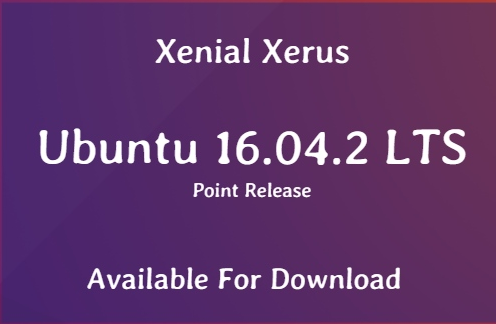 Xenial Xerus
Ubuntu 16.04.2 LTS
Point Release
Available For Download